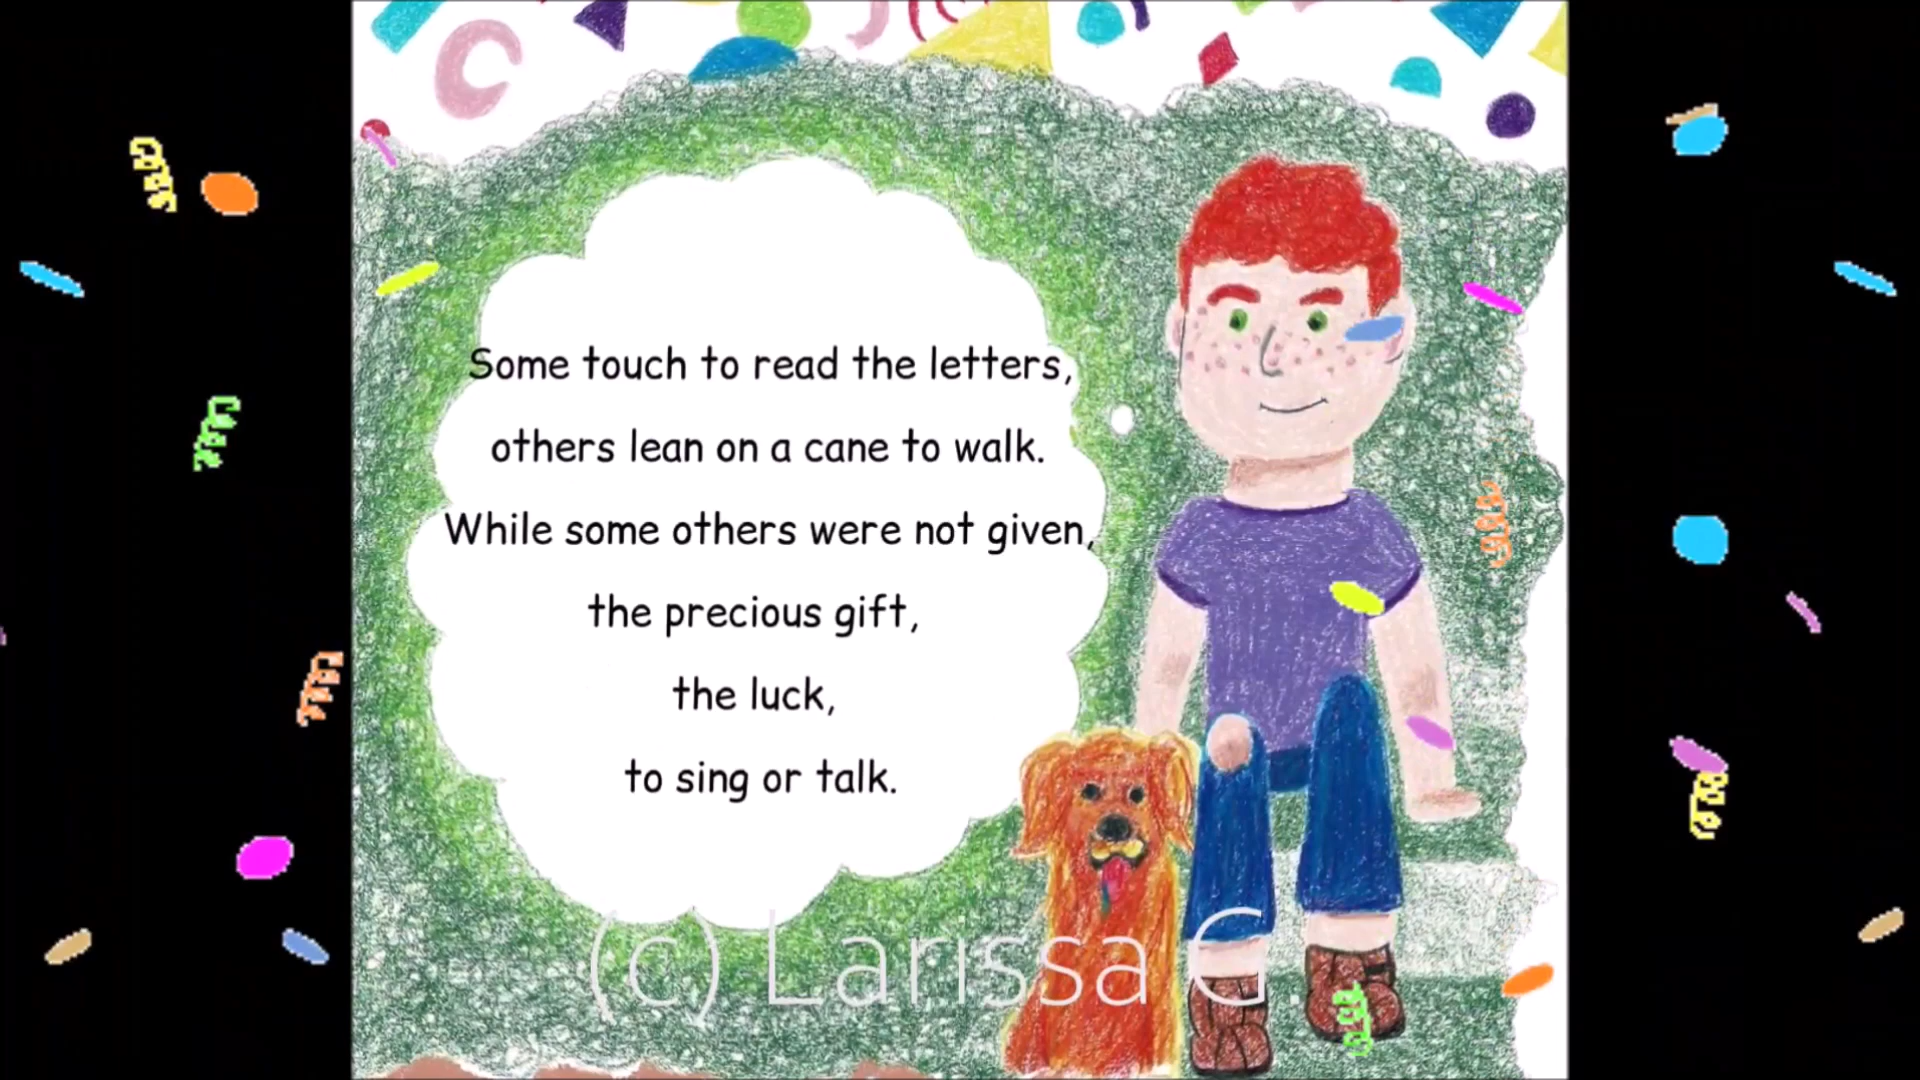 Some touch to read the letters,
others lean on a cane to walk.
While some others were not given,
the precious gift,
the luck,
to sing or talk.
(c) Larissa G.